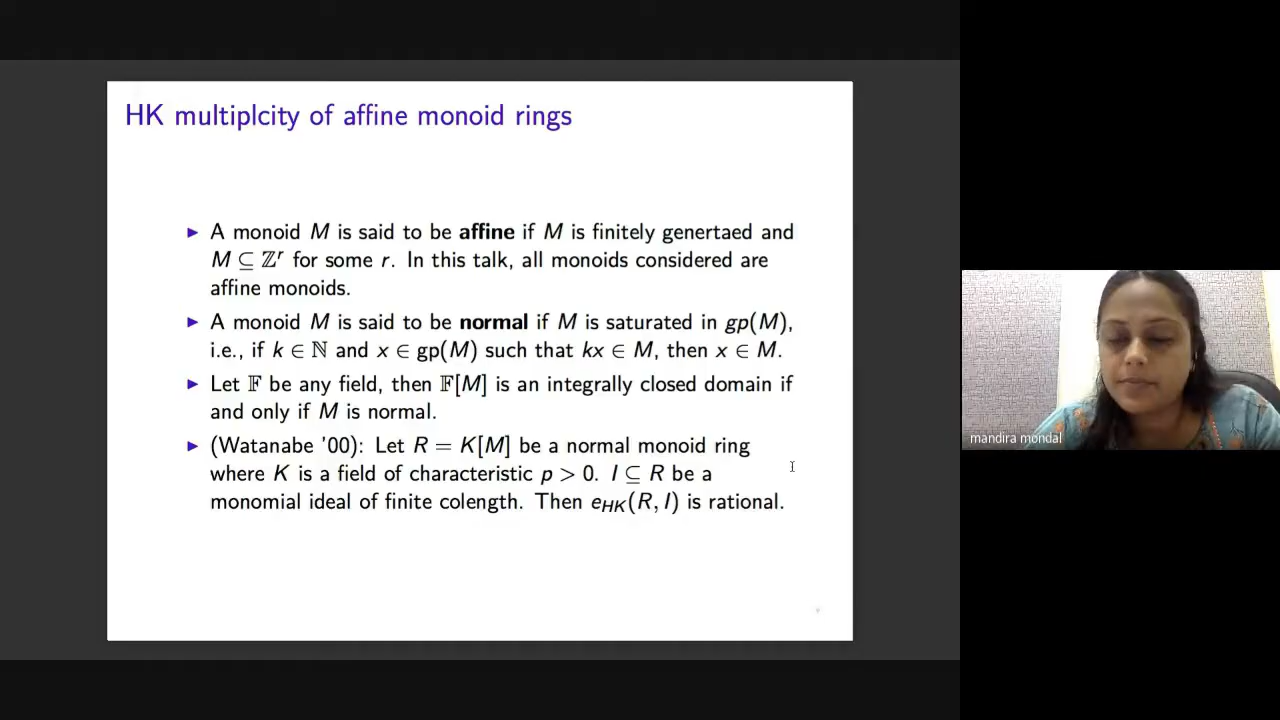 HK multiplcity of affine monoid rings
▶ A monoid M is said to be affine if M is finitely genertaed and
M ⊆ ℤ^r for some r. In this talk, all monoids considered are
affine monoids.
▶ A monoid M is said to be normal if M is saturated in gp(M),
i.e., if k ∈ ℕ and x ∈ gp(M) such that kx ∈ M, then x ∈ M.
▶ Let 𝔽 be any field, then 𝔽[M] is an integrally closed domain if
and only if M is normal.
▶ (Watanabe '00): Let R = K[M] be a normal monoid ring
where K is a field of characteristic p > 0. I ⊆ R be a
monomial ideal of finite colength. Then e_HK(R, I) is rational.
mandira mondal